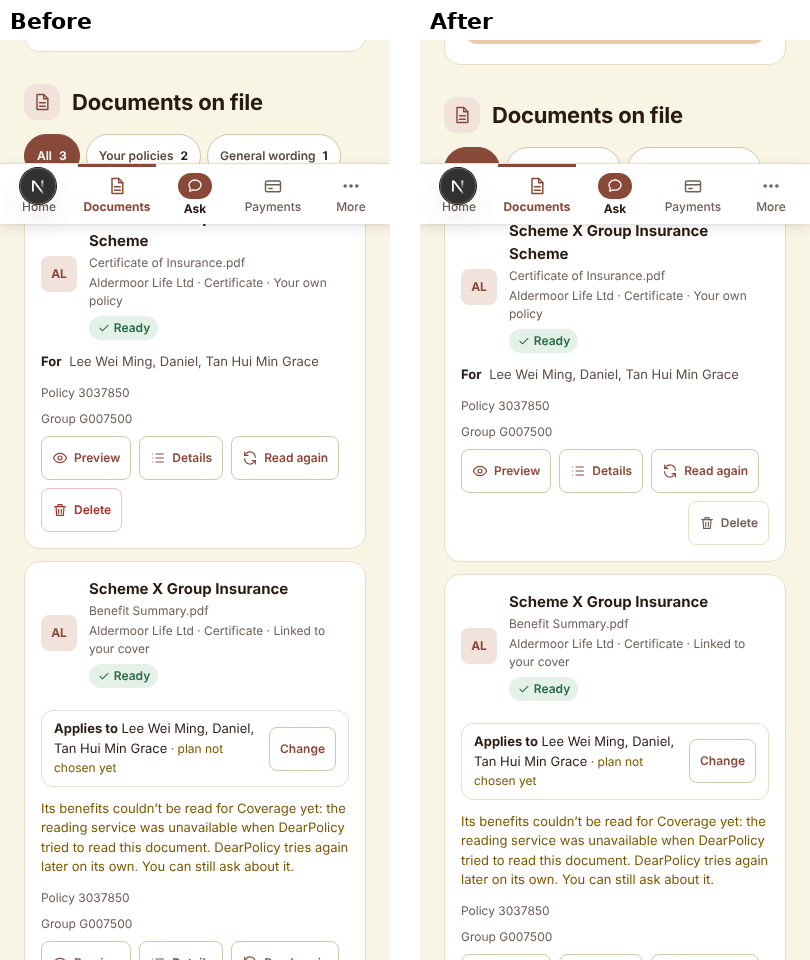 Before
Documents on file
All 3
Your policies 2
General wording 1
N
Home
Documents
Ask
Payments
More
Scheme
AL
Certificate of Insurance.pdf
Aldermoor Life Ltd · Certificate · Your own
policy
Ready
For Lee Wei Ming, Daniel, Tan Hui Min Grace
Policy 3037850
Group G007500
Preview
Details
Read again
Delete
Scheme X Group Insurance
Benefit Summary.pdf
AL
Aldermoor Life Ltd · Certificate · Linked to
your cover
Ready
Applies to Lee Wei Ming, Daniel,
Tan Hui Min Grace · plan not
chosen yet
Change
Its benefits couldn’t be read for Coverage yet: the
reading service was unavailable when DearPolicy
tried to read this document. DearPolicy tries again
later on its own. You can still ask about it.
Policy 3037850
Group G007500
After
Documents on file
N
Home
Documents
Ask
Payments
More
Scheme X Group Insurance
Scheme
AL
Certificate of Insurance.pdf
Aldermoor Life Ltd · Certificate · Your own
policy
Ready
For Lee Wei Ming, Daniel, Tan Hui Min Grace
Policy 3037850
Group G007500
Preview
Details
Read again
Delete
Scheme X Group Insurance
Benefit Summary.pdf
AL
Aldermoor Life Ltd · Certificate · Linked to
your cover
Ready
Applies to Lee Wei Ming, Daniel,
Tan Hui Min Grace · plan not
chosen yet
Change
Its benefits couldn’t be read for Coverage yet: the
reading service was unavailable when DearPolicy
tried to read this document. DearPolicy tries again
later on its own. You can still ask about it.
Policy 3037850
Group G007500